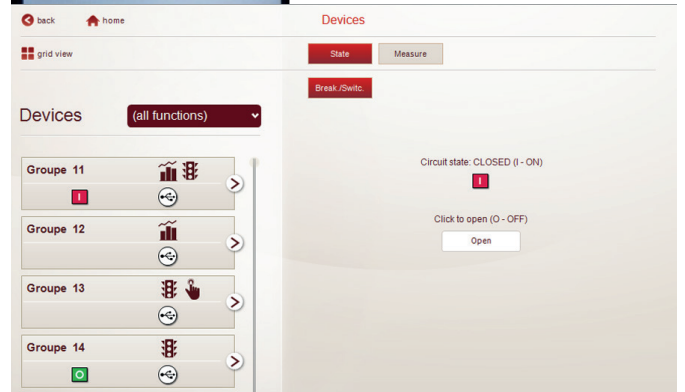 back
home
Devices
grid view
State
Measure
Break./Switc.
Devices
(all functions)
Groupe 11
I
Groupe 12
Groupe 13
Groupe 14
O
Circuit state: CLOSED (I - ON)
I
Click to open (O - OFF)
Open